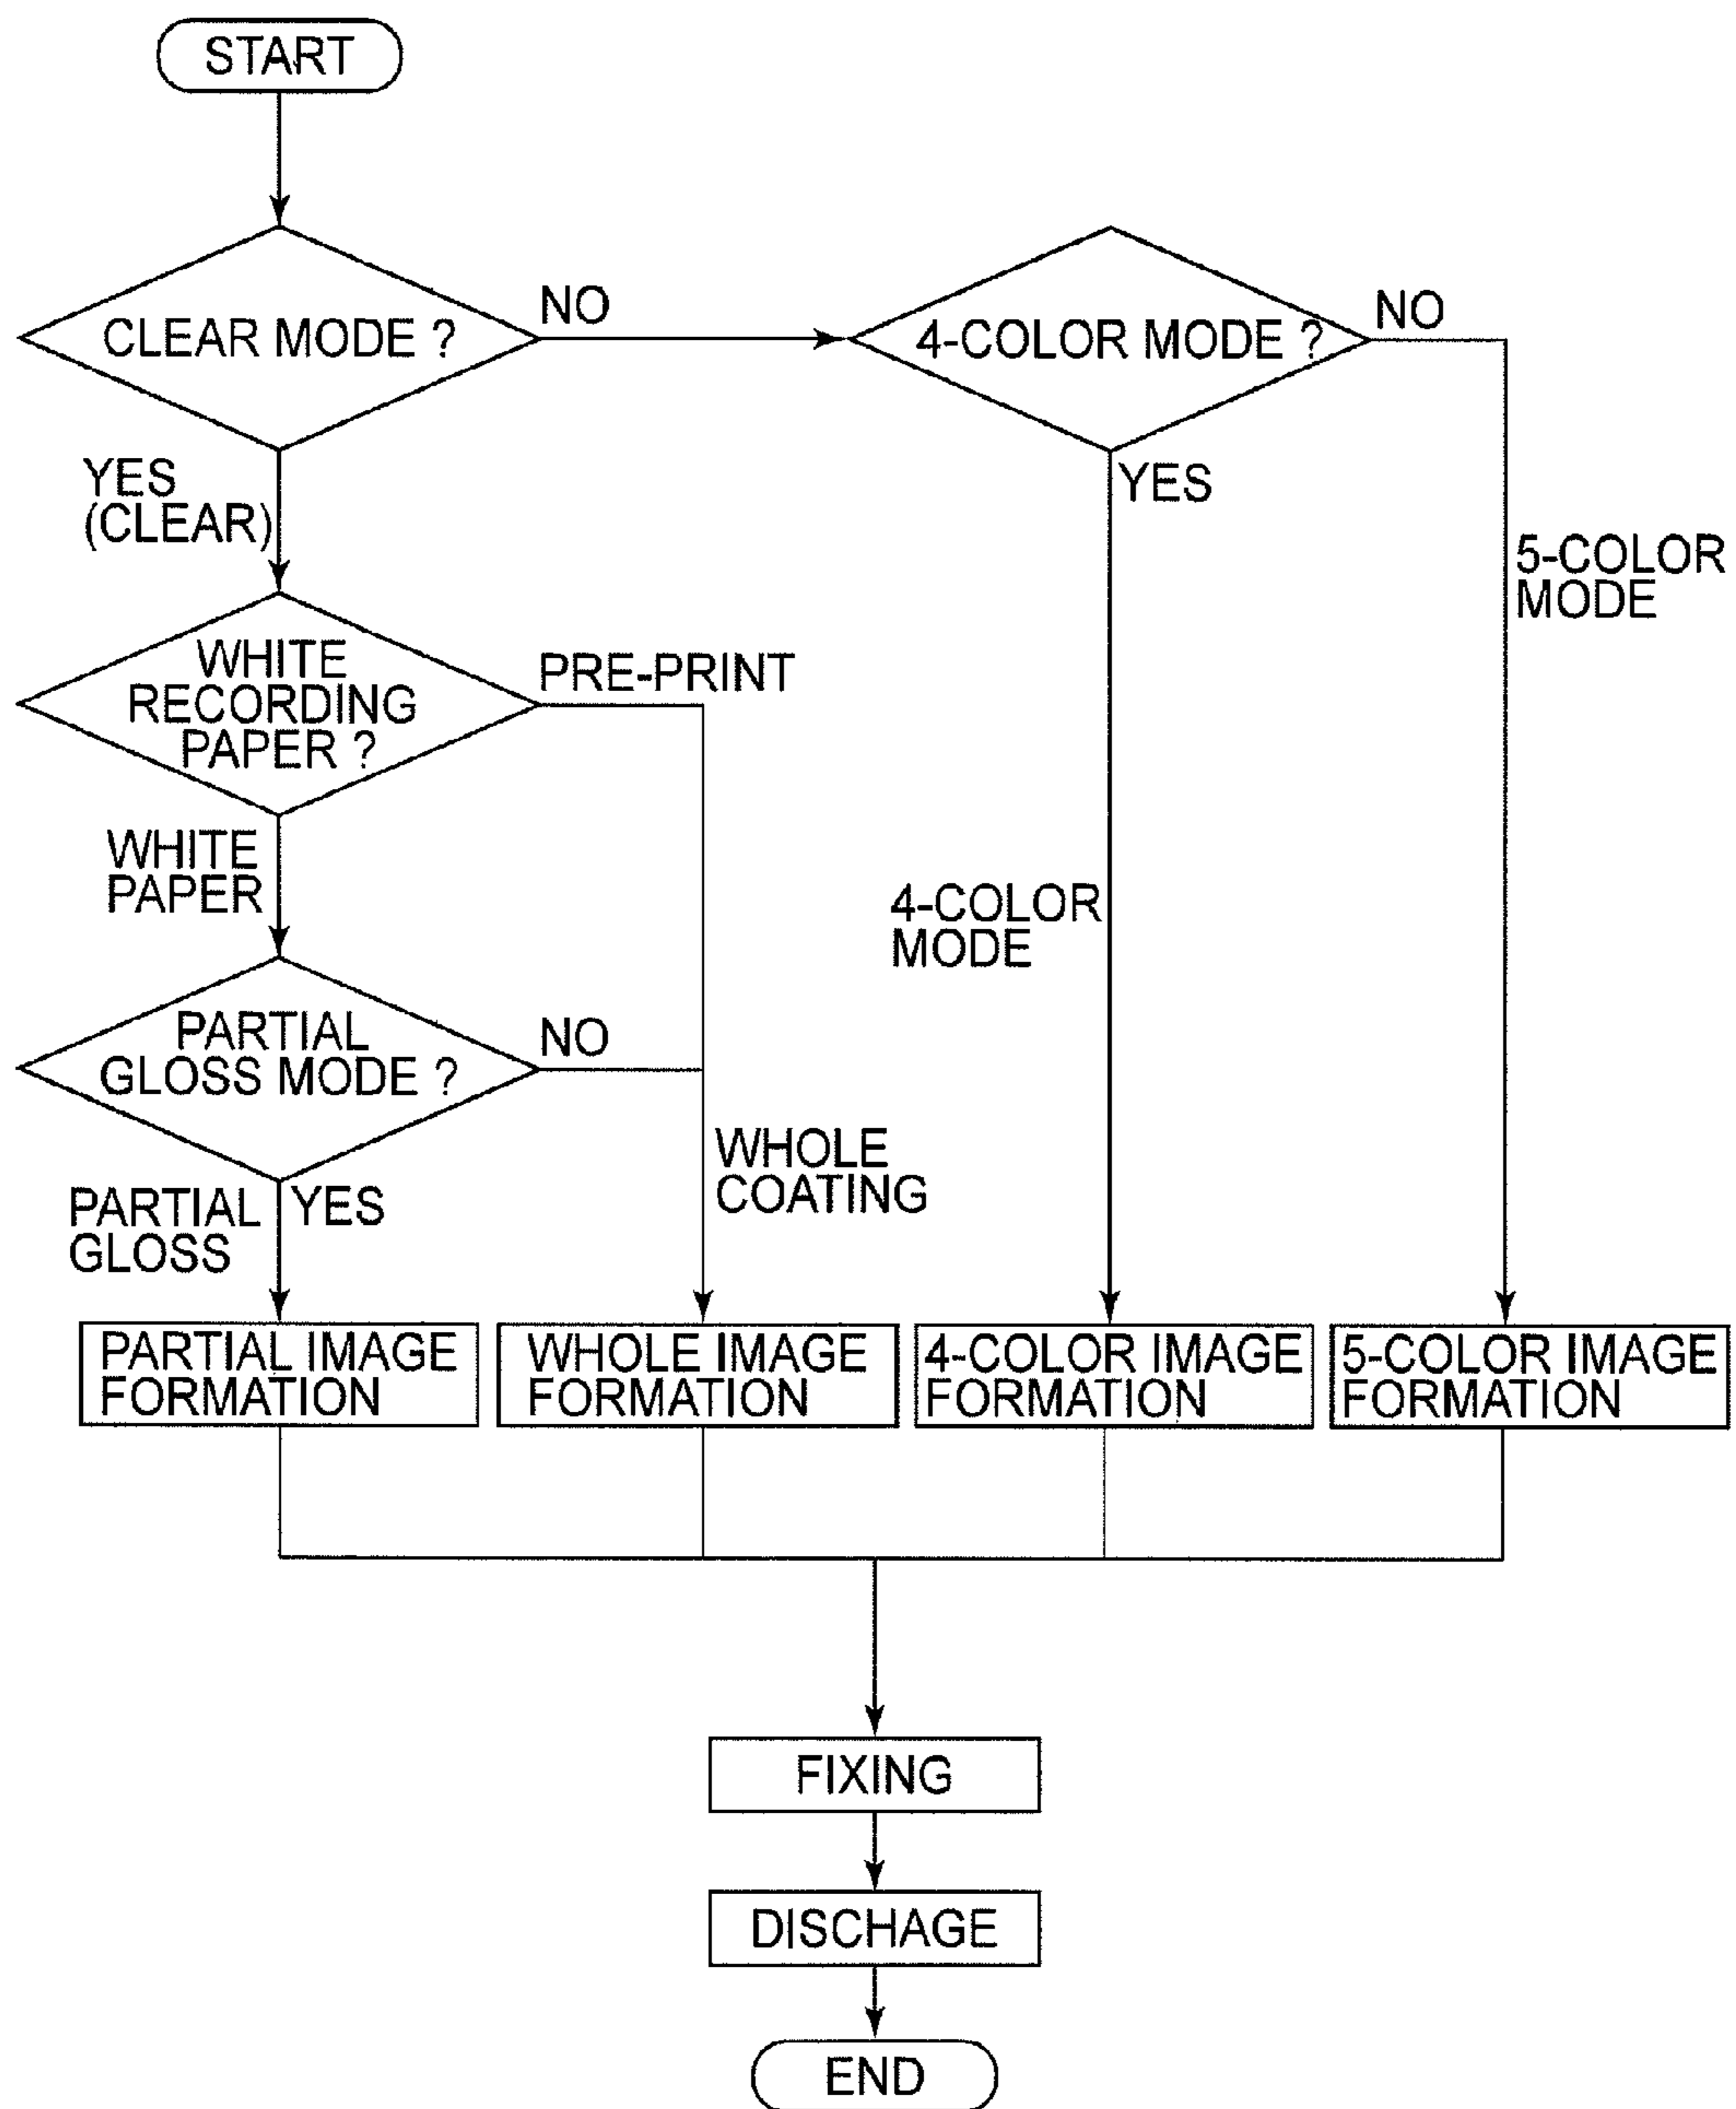 START
CLEAR MODE ?
NO
4-COLOR MODE ?
NO
YES
(CLEAR)
YES
5-COLOR
MODE
WHITE
RECORDING
PAPER ?
PRE-PRINT
WHITE
PAPER
4-COLOR
MODE
PARTIAL
GLOSS MODE ?
NO
WHOLE
COATING
PARTIAL
GLOSS
YES
PARTIAL IMAGE
FORMATION
WHOLE IMAGE
FORMATION
4-COLOR IMAGE
FORMATION
5-COLOR IMAGE
FORMATION
FIXING
DISCHAGE
END